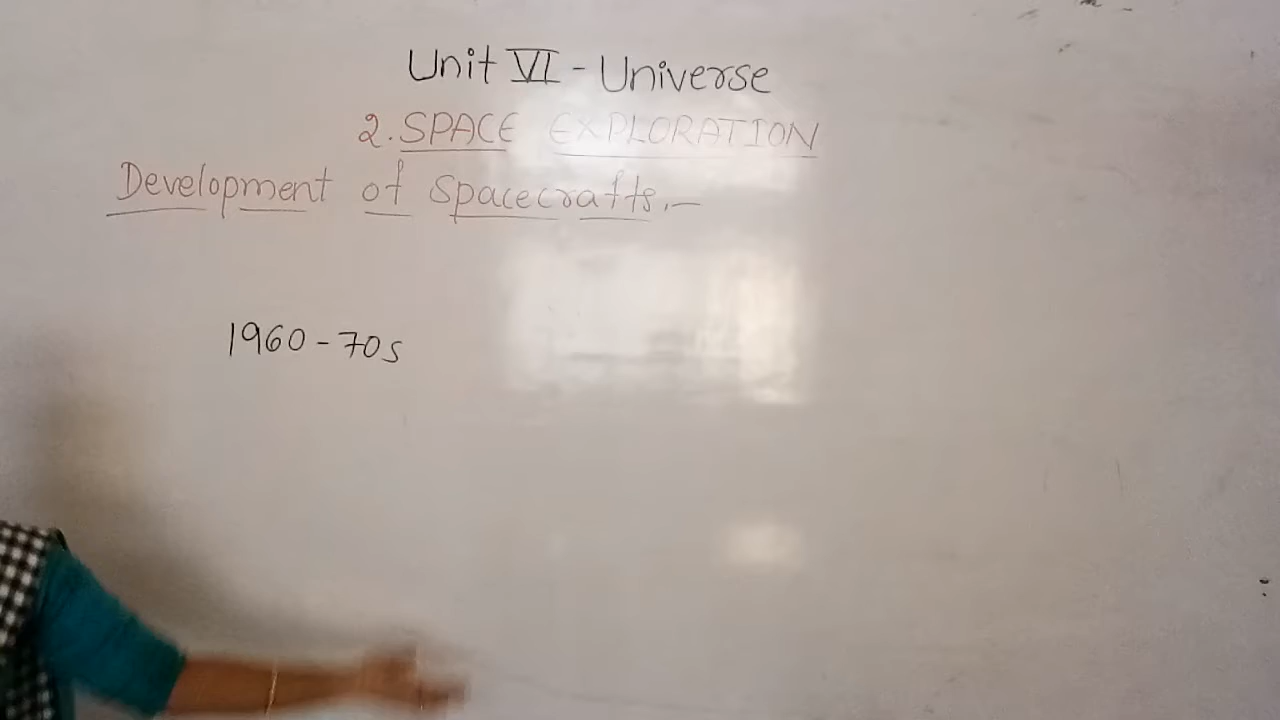 Unit VI - Universe
2. SPACE EXPLORATION
Development of Spacecrafts.-
1960-70s